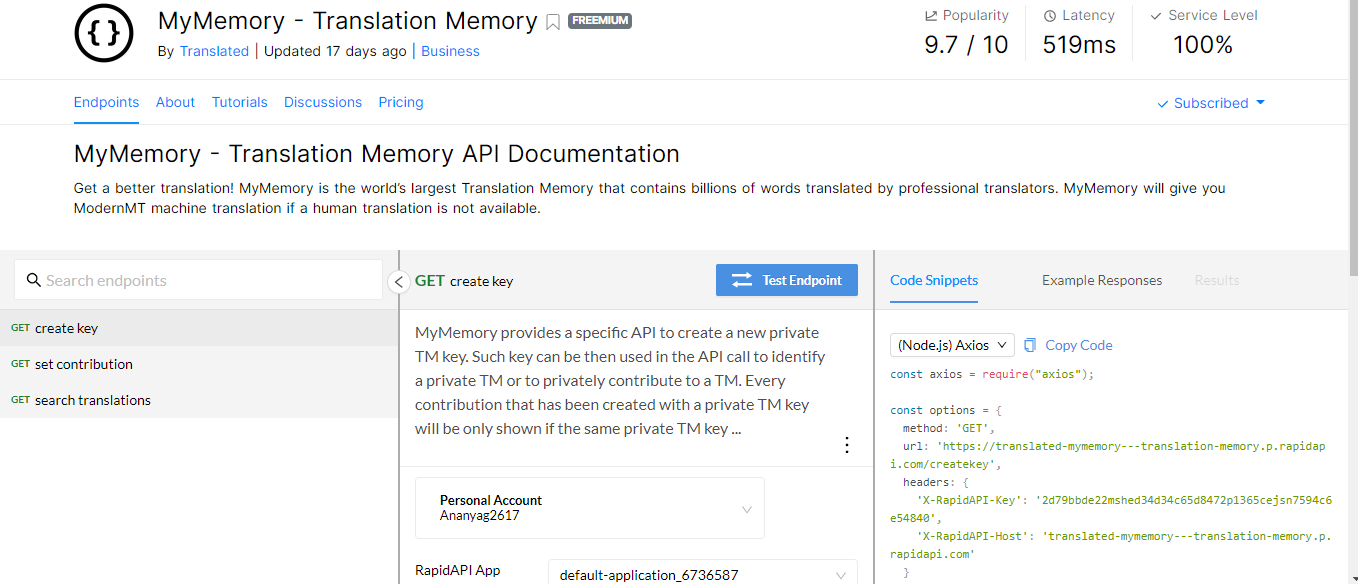 { }
MyMemory - Translation Memory FREEMIUM
By Translated | Updated 17 days ago | Business
Popularity
9.7 / 10
Latency
519ms
Service Level
100%
Endpoints About Tutorials Discussions Pricing
Subscribed
MyMemory - Translation Memory API Documentation
Get a better translation! MyMemory is the world's largest Translation Memory that contains billions of words translated by professional translators. MyMemory will give you
ModernMT machine translation if a human translation is not available.
Search endpoints
GET create key
GET set contribution
GET search translations
GET create key
Test Endpoint
MyMemory provides a specific API to create a new private
TM key. Such key can be then used in the API call to identify
a private TM or to privately contribute to a TM. Every
contribution that has been created with a private TM key
will be only shown if the same private TM key ...
Personal Account
Ananyag2617
RapidAPI App
default-application_6736587
Code Snippets Example Responses Results
(Node.js) Axios Copy Code
const axios = require("axios");
const options = {
method: 'GET',
url: 'https://translated-mymemory---translation-memory.p.rapidap
i.com/createkey',
headers: {
'X-RapidAPI-Key': '2d79bbde22mshed34d34c65d8472p1365cejsn7594c6
e54840',
'X-RapidAPI-Host': 'translated-mymemory---translation-memory.p.
rapidapi.com'
}